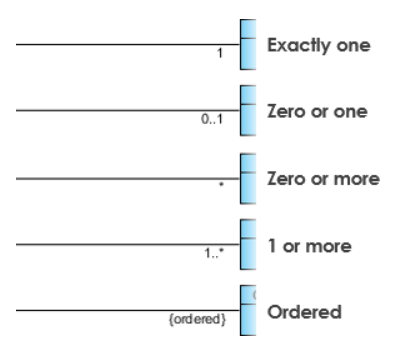 1 Exactly one
0..1 Zero or one
* Zero or more
1..* 1 or more
{ordered} Ordered